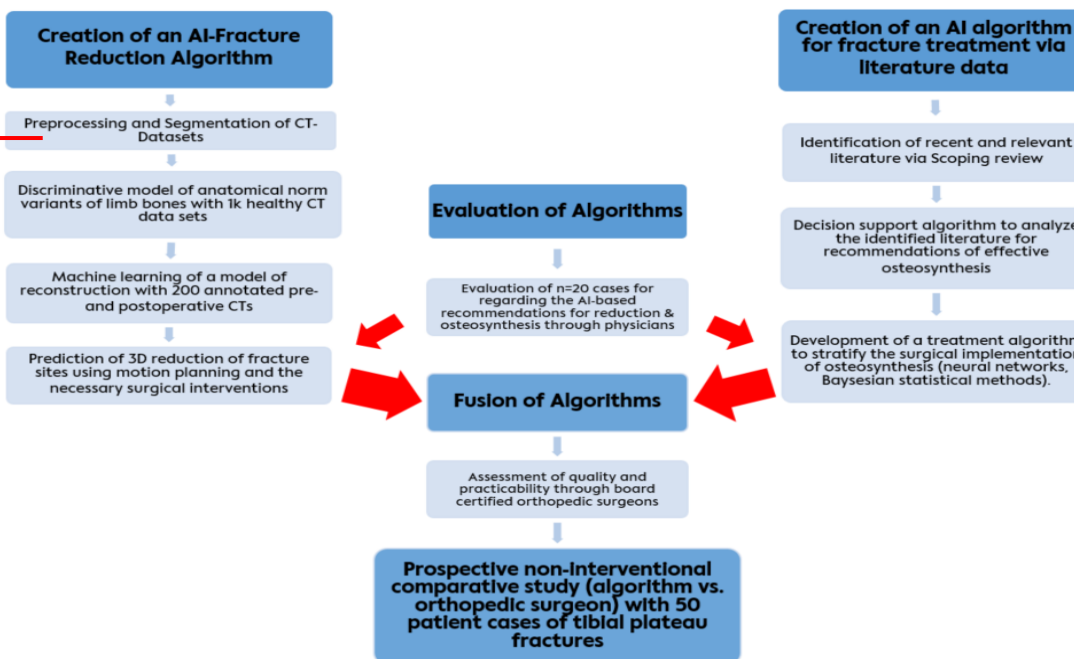 Creation of an AI-Fracture
Reduction Algorithm
Preprocessing and Segmentation of CT-
Datasets
Discriminative model of anatomical norm
variants of limb bones with 1k healthy CT
data sets
Machine learning of a model of
reconstruction with 200 annotated pre-
and postoperative CTs
Prediction of 3D reduction of fracture
sites using motion planning and the
necessary surgical interventions
Evaluation of Algorithms
Evaluation of n=20 cases for
regarding the AI-based
recommendations for reduction &
osteosynthesis through physicians
Fusion of Algorithms
Assessment of quality and
practicability through board
certified orthopedic surgeons
Prospective non-interventional
comparative study (algorithm vs.
orthopedic surgeon) with 50
patient cases of tibial plateau
fractures
Creation of an AI algorithm
for fracture treatment via
literature data
Identification of recent and relevant
literature via Scoping review
Decision support algorithm to analyze
the identified literature for
recommendations of effective
osteosynthesis
Development of a treatment algorithm
to stratify the surgical implementation
of osteosynthesis (neural networks,
Baysesian statistical methods).